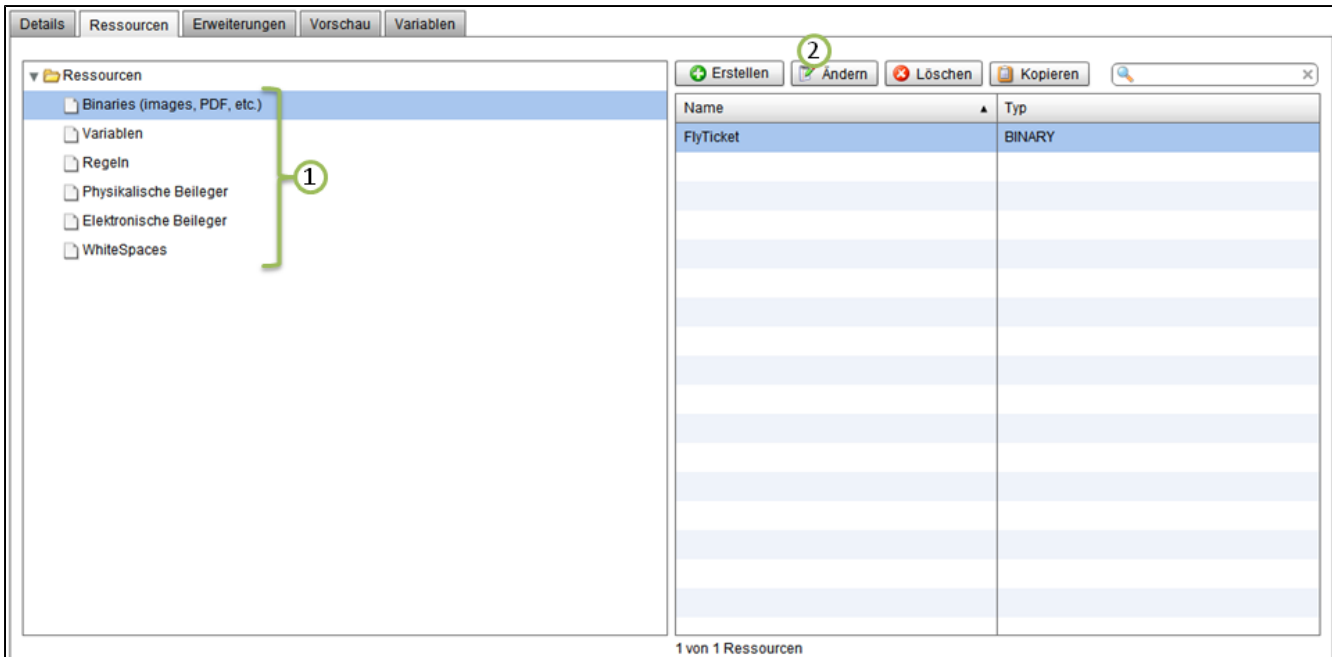 Details Ressourcen Erweiterungen Vorschau Variablen
Ressourcen
Binaries (images, PDF, etc.)
Variablen
Regeln
Physikalische Beileger
Elektronische Beileger
WhiteSpaces
1
2
Erstellen Ändern Löschen Kopieren
Name Typ
FlyTicket BINARY
1 von 1 Ressourcen